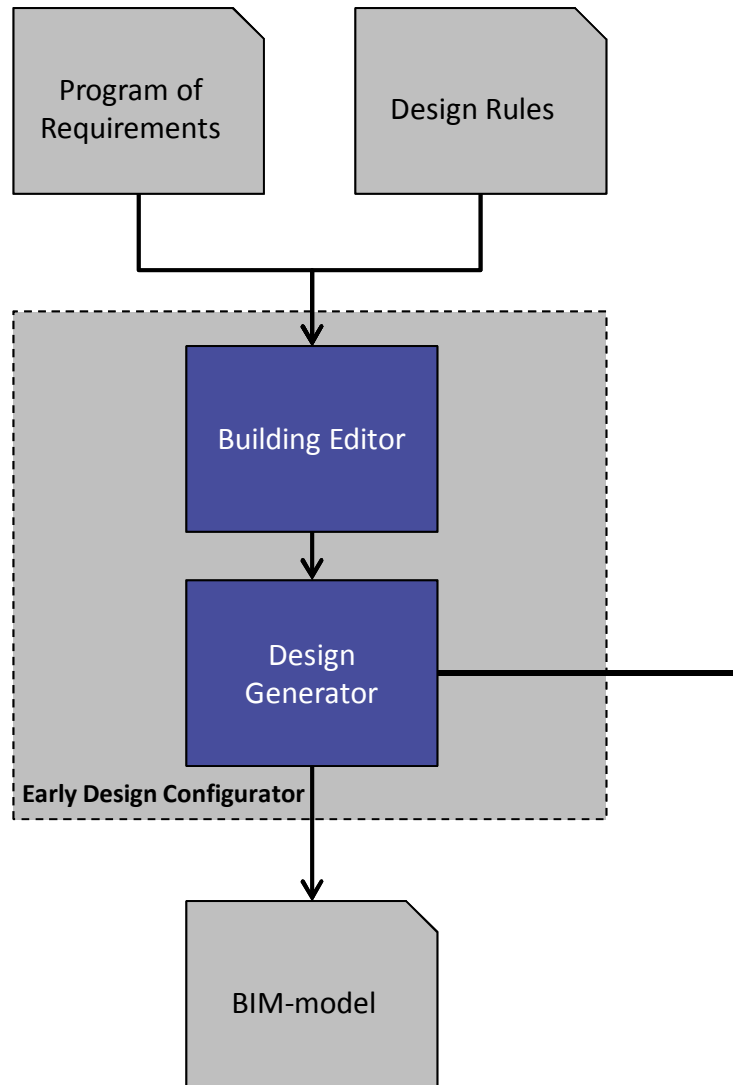 Program of
Requirements
Design Rules
Building Editor
Design
Generator
Early Design Configurator
BIM-model